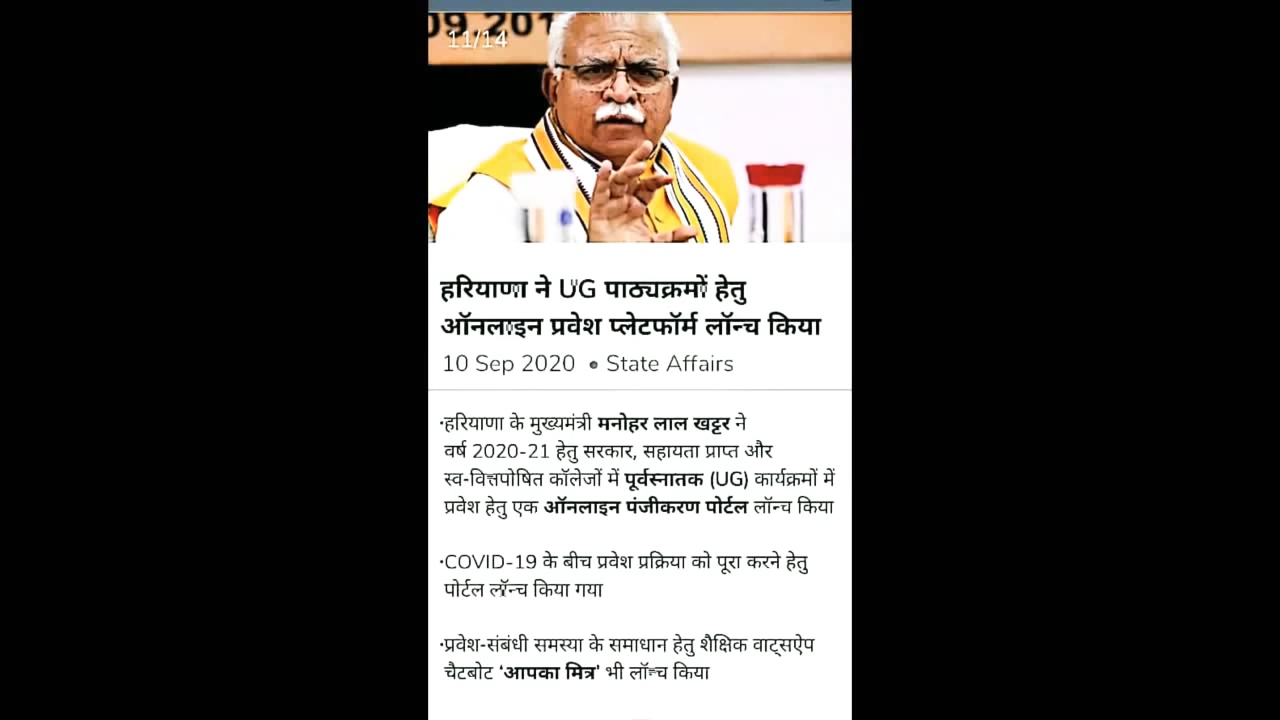 09.201
11/14
हरियाणा ने UG पाठ्यक्रमों हेतु
ऑनलाइन प्रवेश प्लेटफॉर्म लॉन्च किया
10 Sep 2020 • State Affairs
·हरियाणा के मुख्यमंत्री मनोहर लाल खट्टर ने
वर्ष 2020-21 हेतु सरकार, सहायता प्राप्त और
स्व-वित्तपोषित कॉलेजों में पूर्वस्नातक (UG) कार्यक्रमों में
प्रवेश हेतु एक ऑनलाइन पंजीकरण पोर्टल लॉन्च किया
·COVID-19 के बीच प्रवेश प्रक्रिया को पूरा करने हेतु
पोर्टल लॉन्च किया गया
·प्रवेश-संबंधी समस्या के समाधान हेतु शैक्षिक वाट्सऐप
चैटबोट ‘आपका मित्र’ भी लॉन्च किया